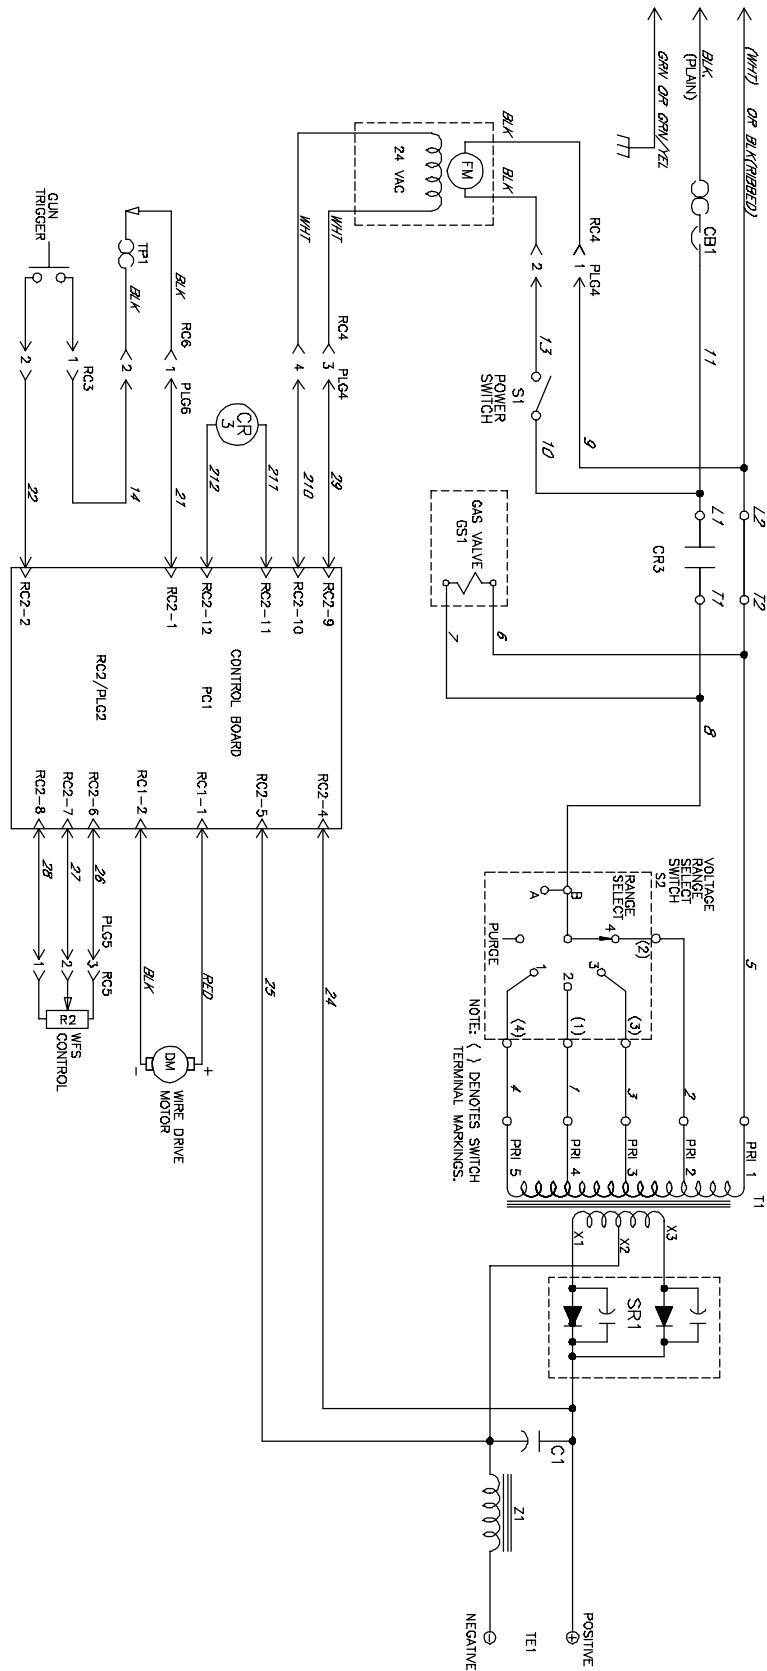 (WHT) OR BLK(RIBBED)
BLK
(PLAIN)
GRN OR GRN/YEL
CB1
11
L2
T2
L1
T1
CR3
BLK
BLK
FM
24 VAC
RC4
PLG4
1
2
9
13
S1
POWER
SWITCH
10
WHT
WHT
RC4
PLG4
3
4
29
210
GAS VALVE
GS1
6
7
8
5
TP1
BLK
BLK
RC6
PLG6
1
2
21
14
GUN
TRIGGER
RC3
1
2
22
CR
3
211
212
RC2-9
RC2-10
RC2-11
RC2-12
RC2-1
RC2-2
CONTROL BOARD
PC1
RC2/PLG2
RC2-4
RC2-5
RC1-1
RC1-2
RC2-6
RC2-7
RC2-8
VOLTAGE
RANGE
SELECT
SWITCH
S2
RANGE
SELECT
A
B
PURGE
4
(2)
3
2
1
(3)
(1)
(4)
NOTE: ( ) DENOTES SWITCH
TERMINAL MARKINGS.
2
3
1
4
PRI 1
PRI 2
PRI 3
PRI 4
PRI 5
T1
24
25
RED
BLK
+
-
DM
WIRE DRIVE
MOTOR
26
27
28
PLG5
RC5
3
2
1
R2
WFS
CONTROL
X3
X2
X1
SR1
C1
Z1
POSITIVE
+
TE1
-
NEGATIVE